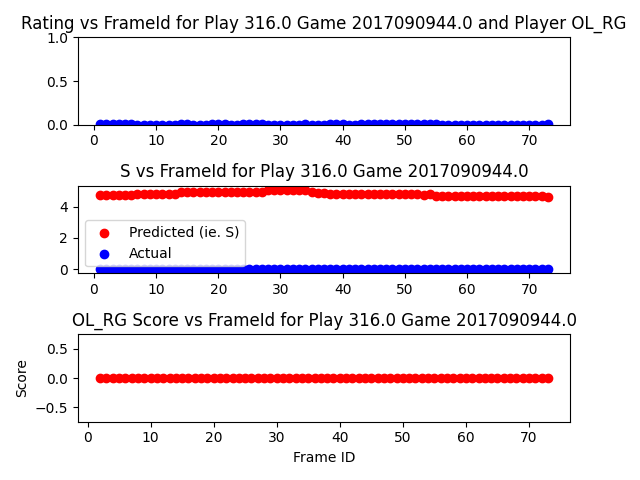 Rating vs FrameId for Play 316.0 Game 2017090944.0 and Player OL_RG
1.0
0.5
0.0
0 10 20 30 40 50 60 70
S vs FrameId for Play 316.0 Game 2017090944.0
4
2
0
Predicted (ie. S)
Actual
0 10 20 30 40 50 60 70
OL_RG Score vs FrameId for Play 316.0 Game 2017090944.0
Score
0.5
0.0
−0.5
0 10 20 30 40 50 60 70
Frame ID